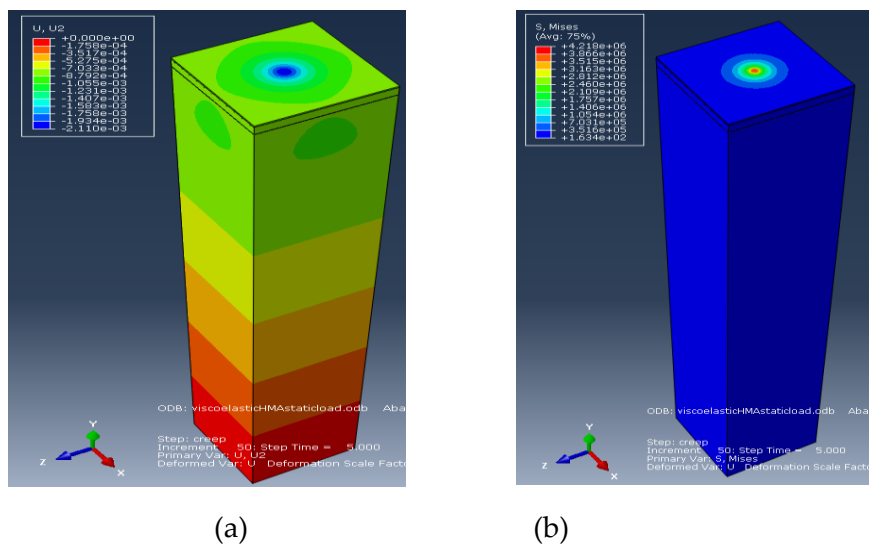 U, U2
+0.000e+00
-1.758e-04
-3.517e-04
-5.275e-04
-7.033e-04
-8.792e-04
-1.055e-03
-1.231e-03
-1.407e-03
-1.583e-03
-1.758e-03
-1.934e-03
-2.110e-03
ODB: viscoelasticHMAstaticload.odb Aba
Step: creep
Increment 50: Step Time = 5.000
Primary Var: U, U2
Deformed Var: U Deformation Scale Facto
Y
Z
X
(a)
S, Mises
(Avg: 75%)
+4.218e+06
+3.866e+06
+3.515e+06
+3.163e+06
+2.812e+06
+2.460e+06
+2.109e+06
+1.757e+06
+1.406e+06
+1.054e+06
+7.031e+05
+3.516e+05
+1.634e+02
ODB: viscoelasticHMAstaticload.odb Aba
Step: creep
Increment 50: Step Time = 5.000
Primary Var: S, Mises
Deformed Var: U Deformation Scale Facto
Y
Z
X
(b)